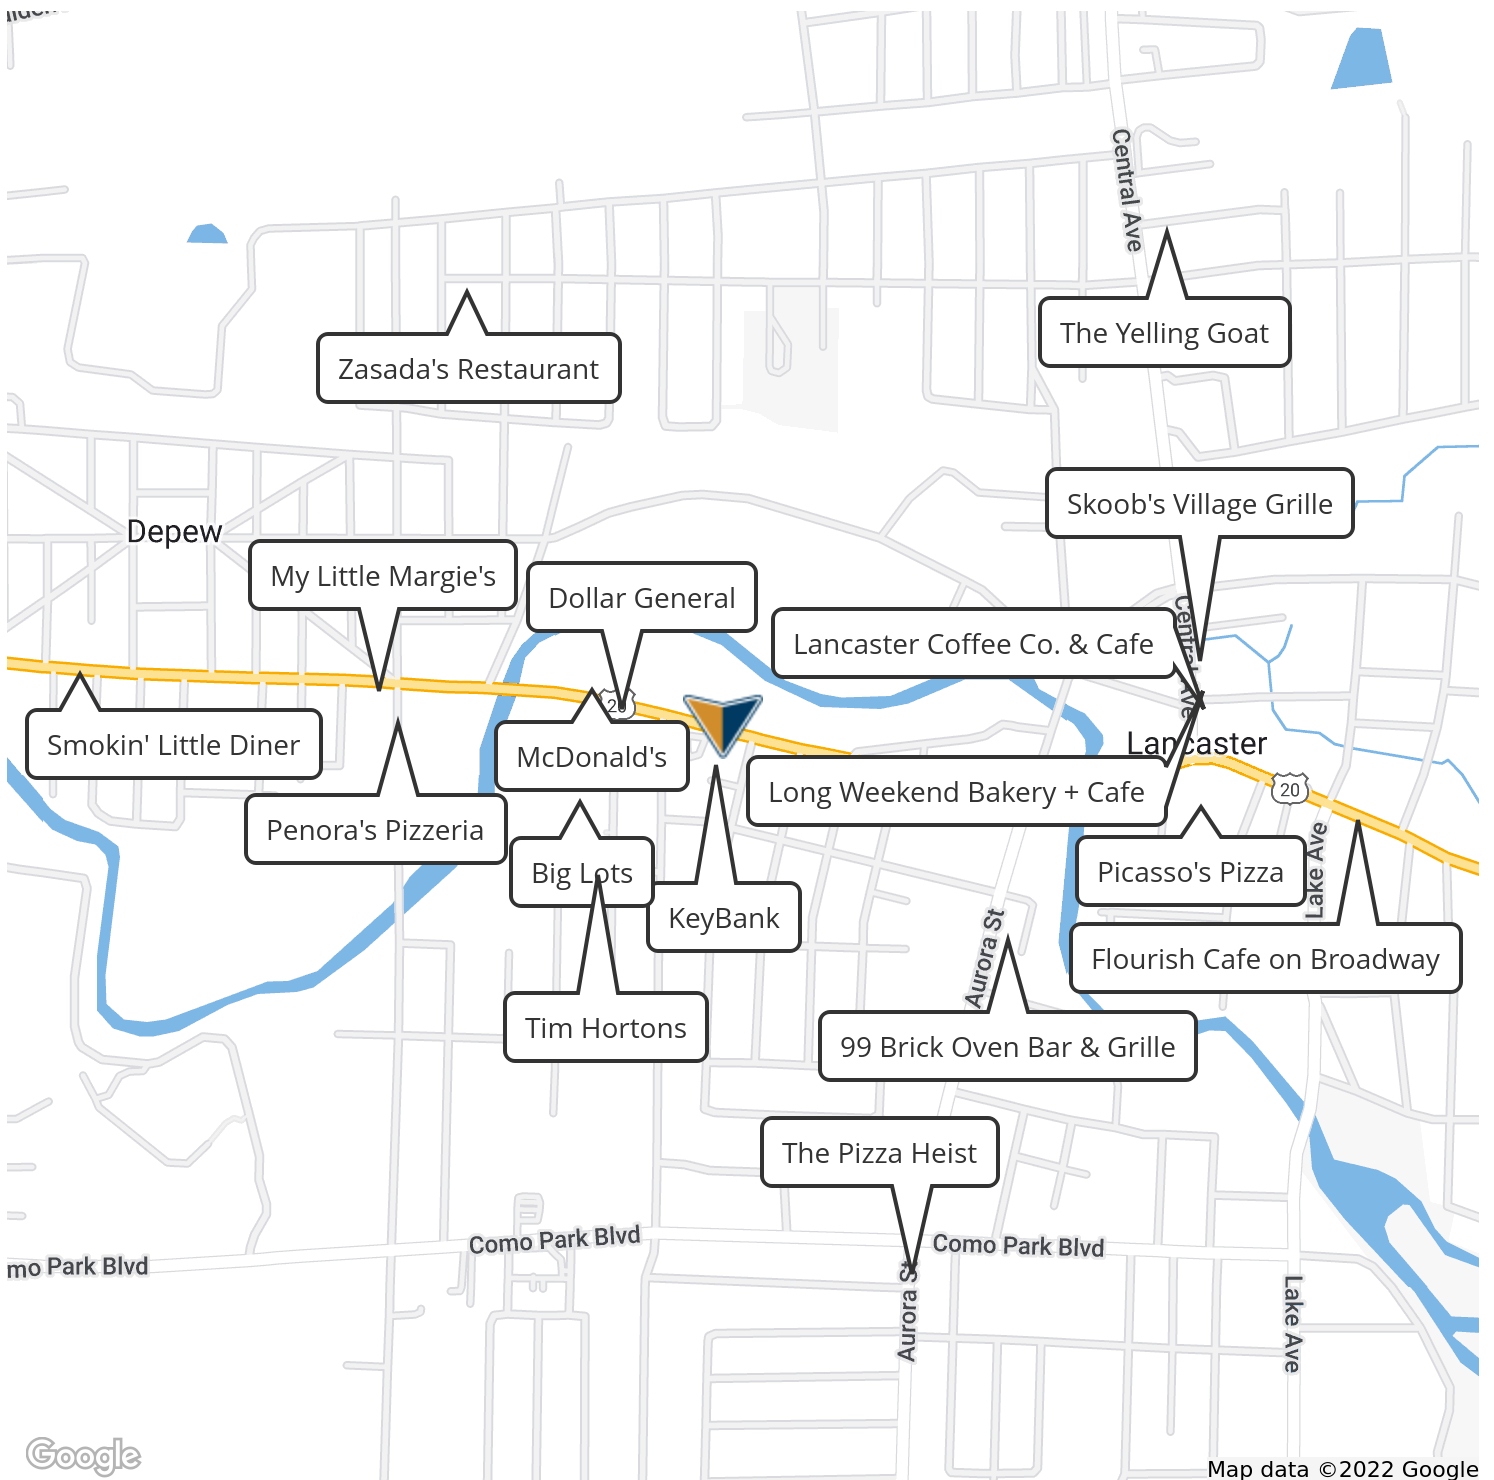 Central Ave
The Yelling Goat
Zasada's Restaurant
Skoob's Village Grille
Depew
My Little Margie's
Dollar General
Lancaster Coffee Co. & Cafe
Central Ave
20
Smokin' Little Diner
McDonald's
Lancaster
Long Weekend Bakery + Cafe
20
Penora's Pizzeria
Big Lots
Picasso's Pizza
Lake Ave
KeyBank
Flourish Cafe on Broadway
Aurora St
Tim Hortons
99 Brick Oven Bar & Grille
The Pizza Heist
Como Park Blvd
Como Park Blvd
mo Park Blvd
Aurora St
Lake Ave
Google
Map data ©2022 Google